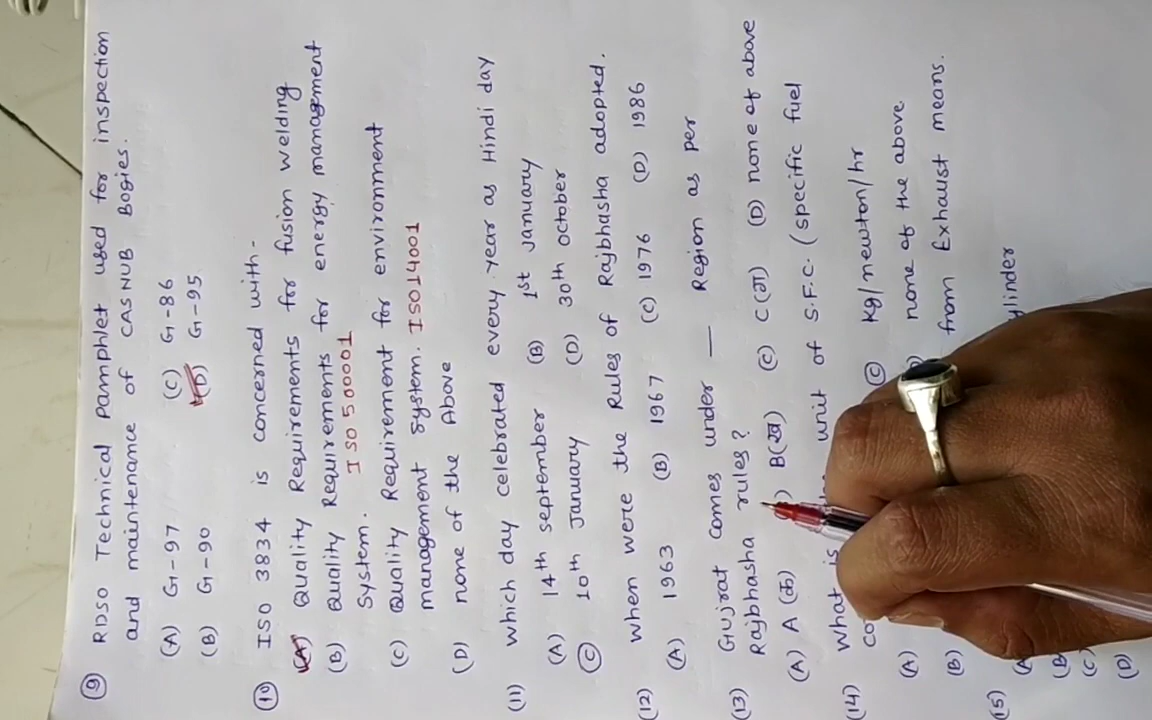 (9) RDSO Technical Pamphlet used for inspection
and maintenance of CASNUB Bogies.
(A) G-97 (C) G-86
(B) G-90 (D) G-95
(10) ISO 3834 is concerned with-
(A) Quality Requirements for fusion welding
(B) Quality Requirements for energy management
System. ISO 50001
(C) Quality Requirement for environment
management system. ISO14001
(D) none of the Above
(11) which day celebrated every year as Hindi day
(A) 14th september (B) 1st January
(C) 10th January (D) 30th october
(12) when were the Rules of Rajbhasha adopted.
(A) 1963 (B) 1967 (C) 1976 (D) 1986
(13) Gujrat comes under — Region as per
Rajbhasha rules?
(A) A (क) B(ख) (C) C (ग) (D) none of above
(14) what is unit of S.F.C. (specific fuel
(A) (C) kg/newton/hr
(B) none of the above
(15) from Exhaust means.
(B)
(C)
(D)